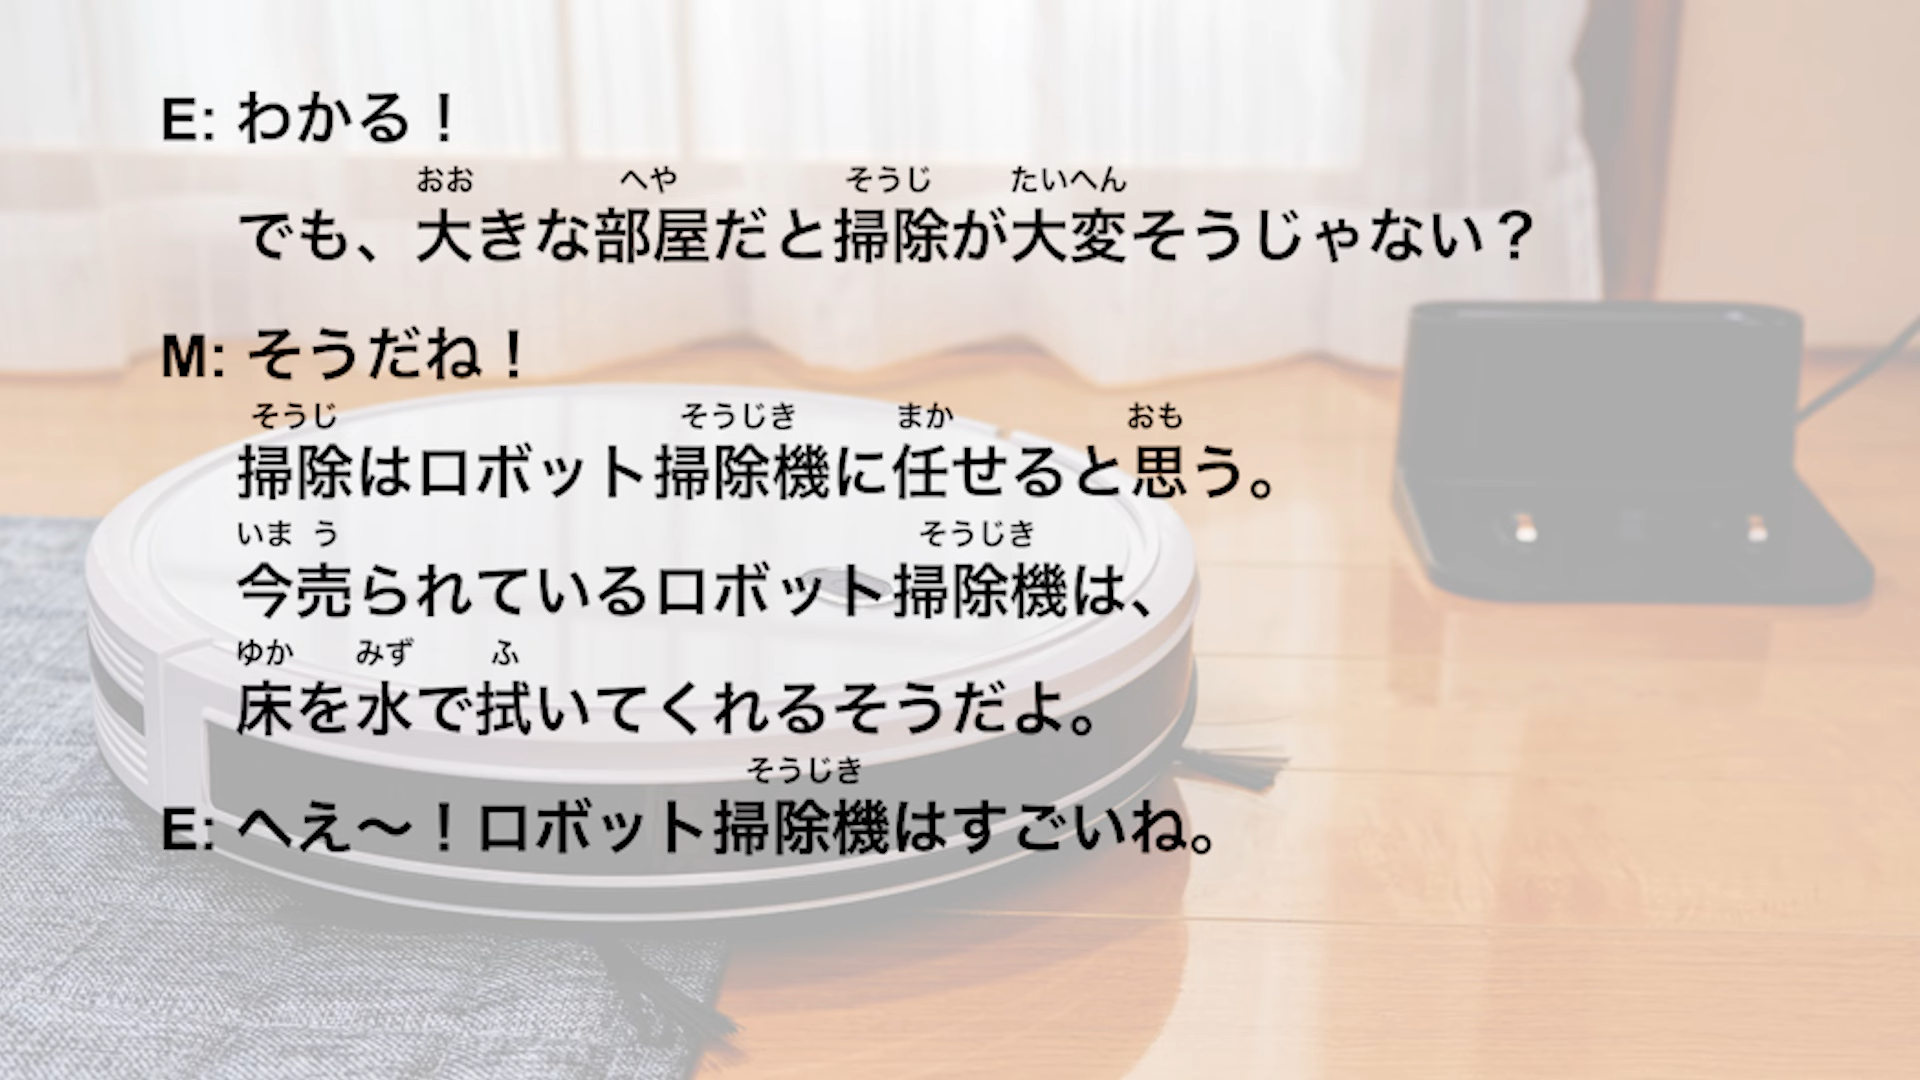 E: わかる！
おお へや そうじ たいへん
でも、大きな部屋だと掃除が大変そうじゃない？
M: そうだね！
そうじ そうじき まか おも
掃除はロボット掃除機に任せると思う。
いま う そうじき
今売られているロボット掃除機は、
ゆか みず ふ
床を水で拭いてくれるそうだよ。
そうじき
E: へえ〜！ロボット掃除機はすごいね。